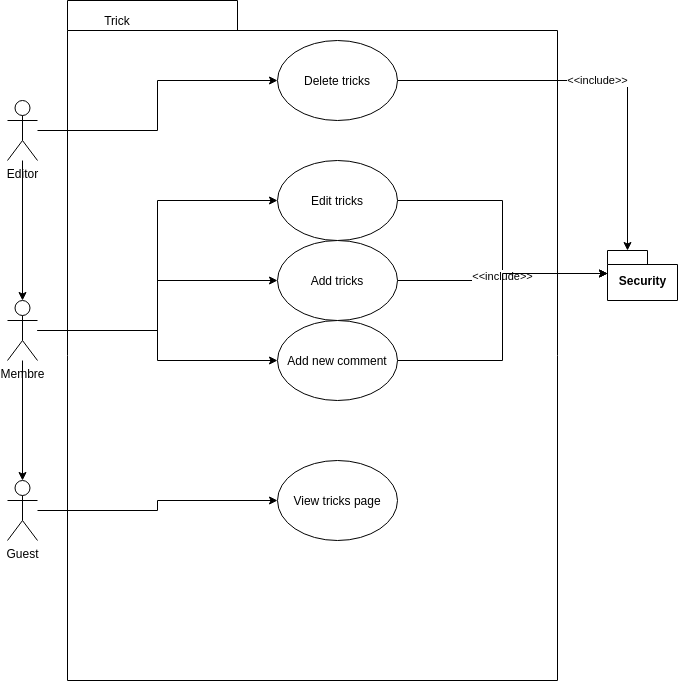 Trick
Delete tricks
<<include>>
Editor
Edit tricks
Add tricks
<<include>>
Security
Membre
Add new comment
View tricks page
Guest